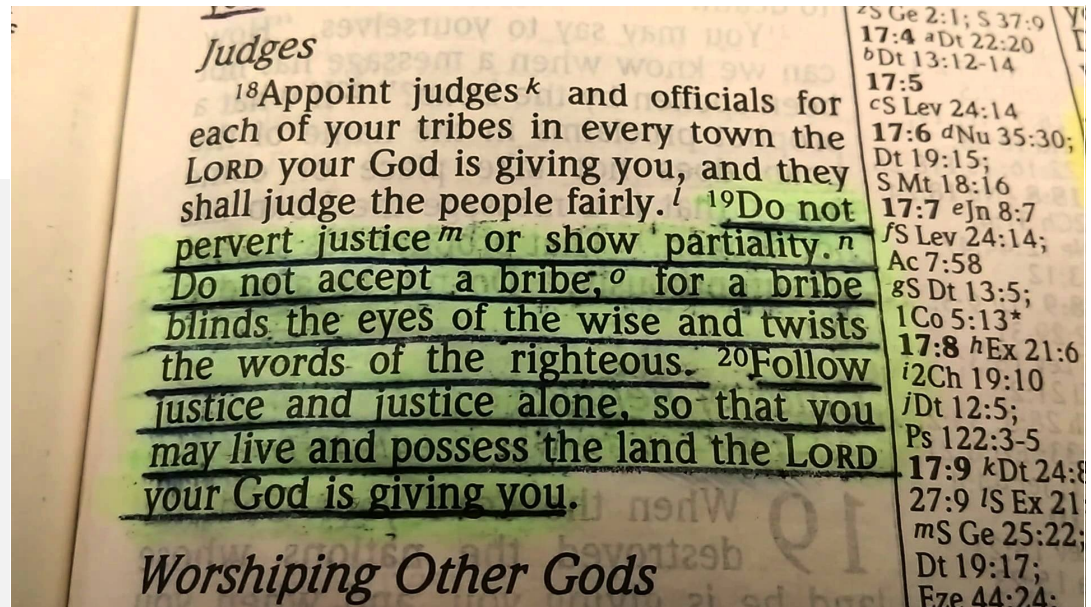 Judges
18Appoint judges k and officials for
each of your tribes in every town the
LORD your God is giving you, and they
shall judge the people fairly. l 19Do not
pervert justice m or show partiality. n
Do not accept a bribe, o for a bribe
blinds the eyes of the wise and twists
the words of the righteous. 20Follow
justice and justice alone, so that you
may live and possess the land the LORD
your God is giving you.
Worshiping Other Gods
zS Ge 2:1; S 37:9
17:4 aDt 22:20
bDt 13:12-14
17:5
cS Lev 24:14
17:6 dNu 35:30;
Dt 19:15;
S Mt 18:16
17:7 eJn 8:7
fS Lev 24:14;
Ac 7:58
gS Dt 13:5;
1Co 5:13*
17:8 hEx 21:6
i2Ch 19:10
jDt 12:5;
Ps 122:3-5
17:9 kDt 24:8
27:9 lS Ex 21
mS Ge 25:22;
Dt 19:17;
Eze 44:24;